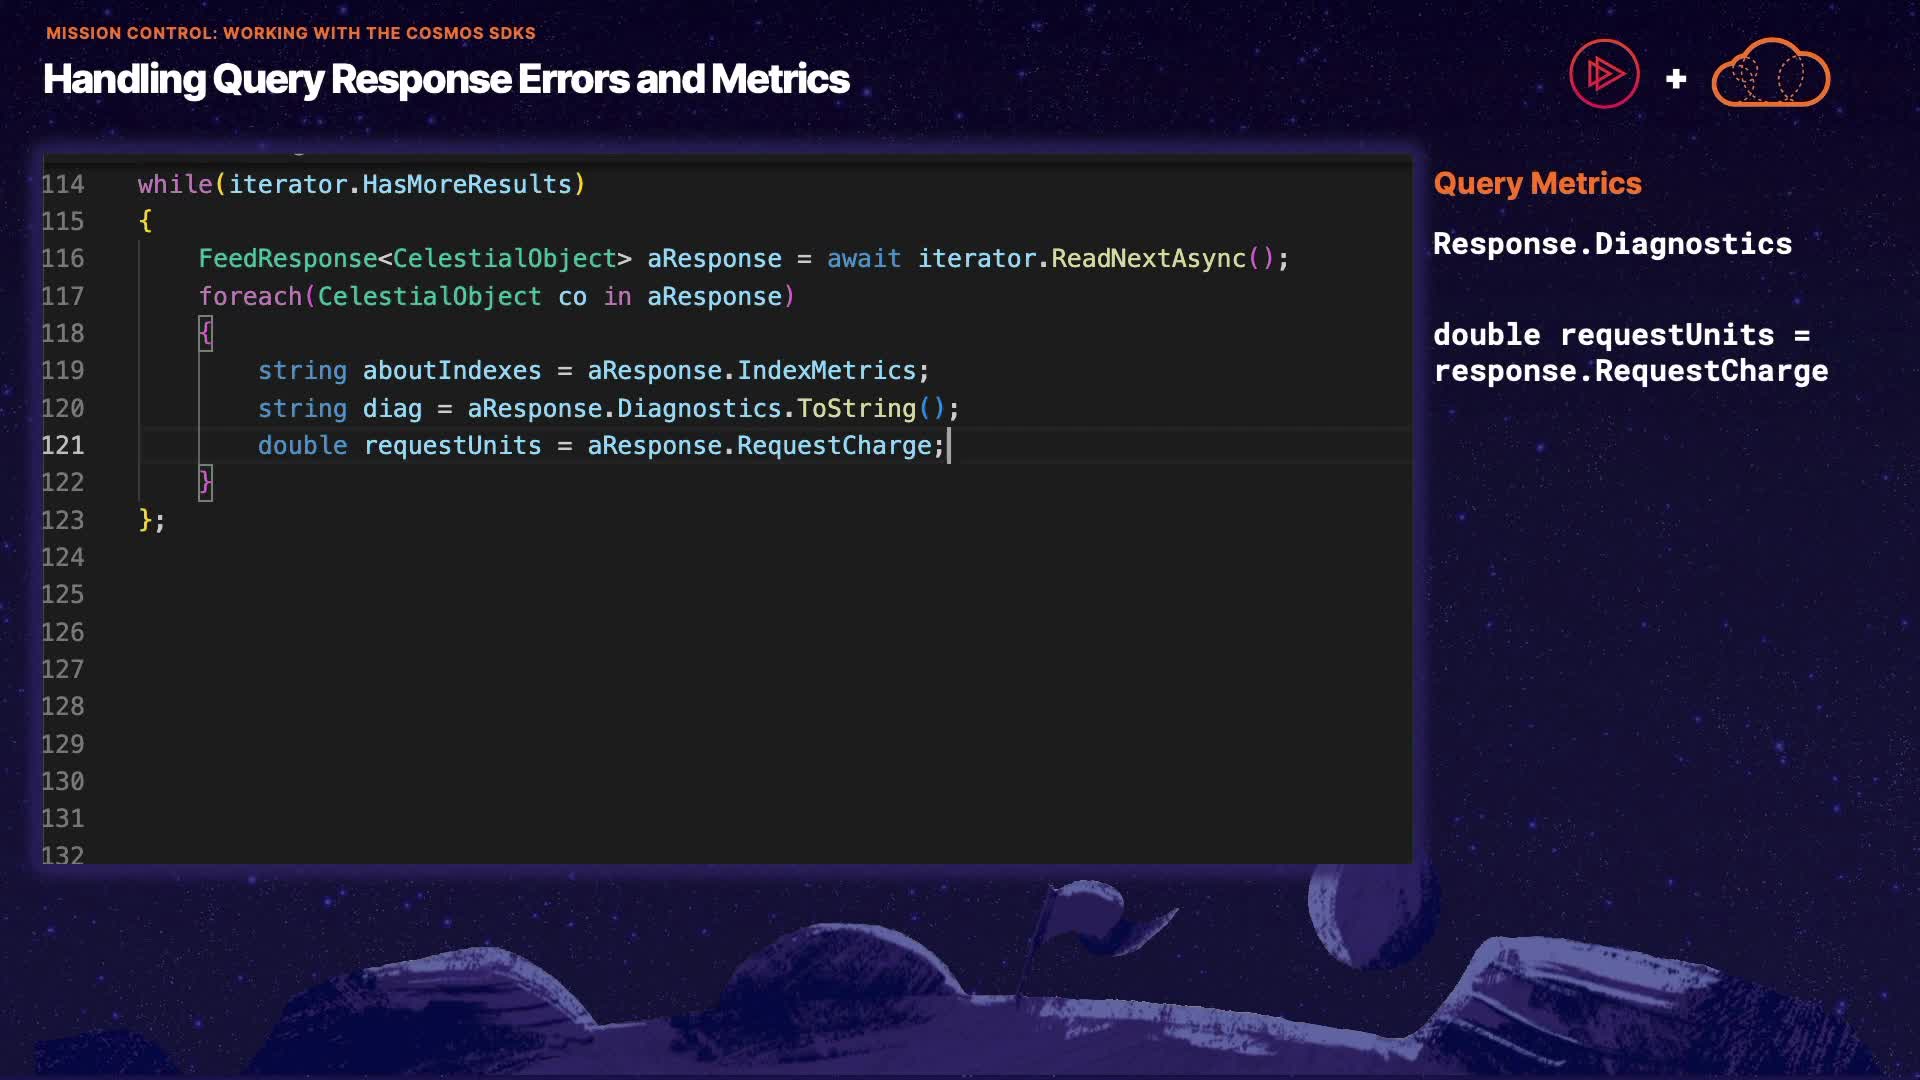 MISSION CONTROL: WORKING WITH THE COSMOS SDKS
Handling Query Response Errors and Metrics
+
114 while(iterator.HasMoreResults)
115 {
116 FeedResponse<CelestialObject> aResponse = await iterator.ReadNextAsync();
117 foreach(CelestialObject co in aResponse)
118 {
119 string aboutIndexes = aResponse.IndexMetrics;
120 string diag = aResponse.Diagnostics.ToString();
121 double requestUnits = aResponse.RequestCharge;
122 }
123 };
124
125
126
127
128
129
130
131
132
Query Metrics
Response.Diagnostics
double requestUnits =
response.RequestCharge